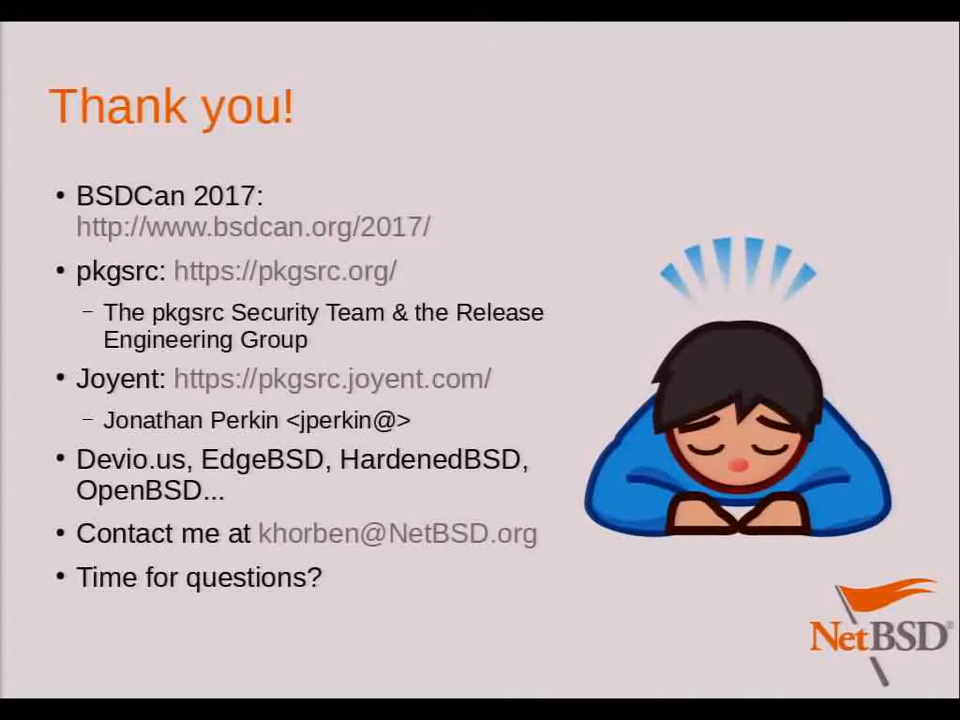 Thank you!
• BSDCan 2017:
http://www.bsdcan.org/2017/
• pkgsrc: https://pkgsrc.org/
– The pkgsrc Security Team & the Release
Engineering Group
• Joyent: https://pkgsrc.joyent.com/
– Jonathan Perkin <jperkin@>
• Devio.us, EdgeBSD, HardenedBSD,
OpenBSD...
• Contact me at khorben@NetBSD.org
• Time for questions?
NetBSD®